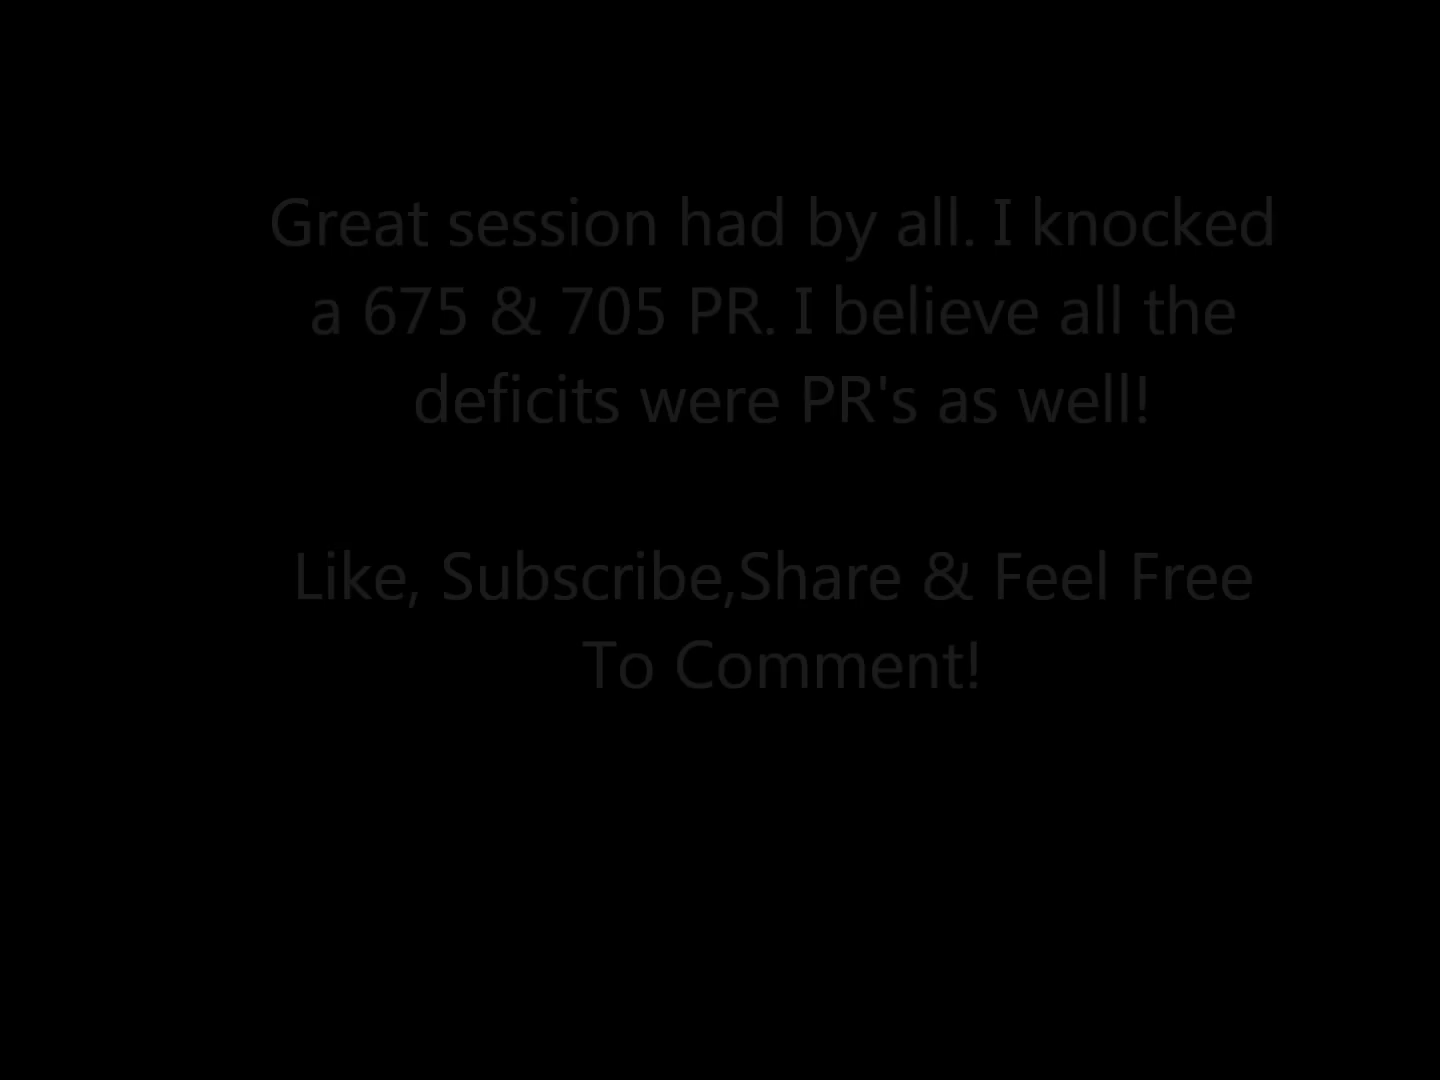 Great session had by all. I knocked
a 675 & 705 PR. I believe all the
deficits were PR's as well!
Like, Subscribe,Share & Feel Free
To Comment!